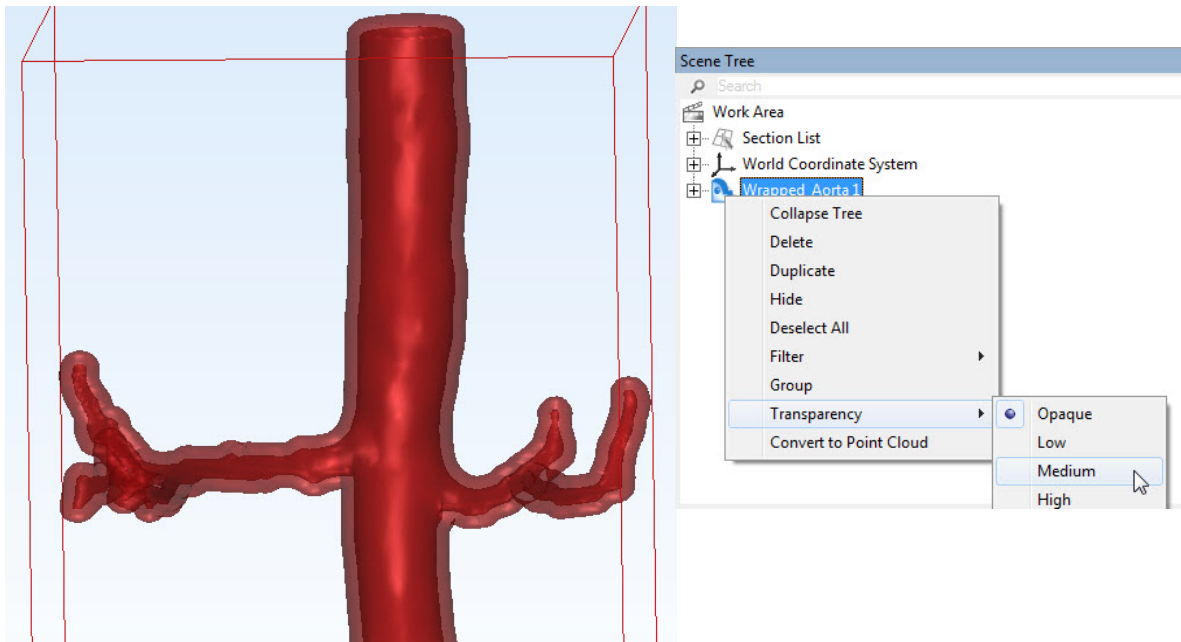 Scene Tree
Search
Work Area
Section List
World Coordinate System
Wrapped_Aorta 1
Collapse Tree
Delete
Duplicate
Hide
Deselect All
Filter
Group
Transparency
Convert to Point Cloud
Opaque
Low
Medium
High